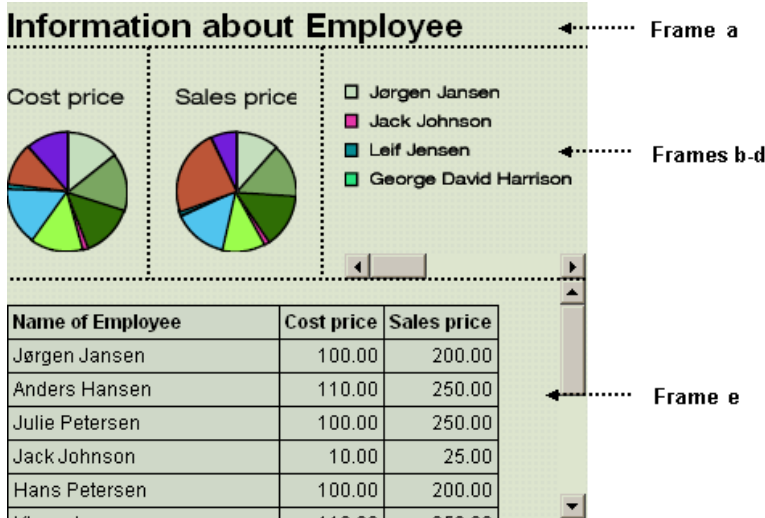 Information about Employee
Frame a
Cost price
Sales price
Jørgen Jansen
Jack Johnson
Leif Jensen
George David Harrison
Frames b-d
Name of Employee Cost price Sales price
Jørgen Jansen 100.00 200.00
Anders Hansen 110.00 250.00
Julie Petersen 100.00 250.00
Jack Johnson 10.00 25.00
Hans Petersen 100.00 200.00
Frame e